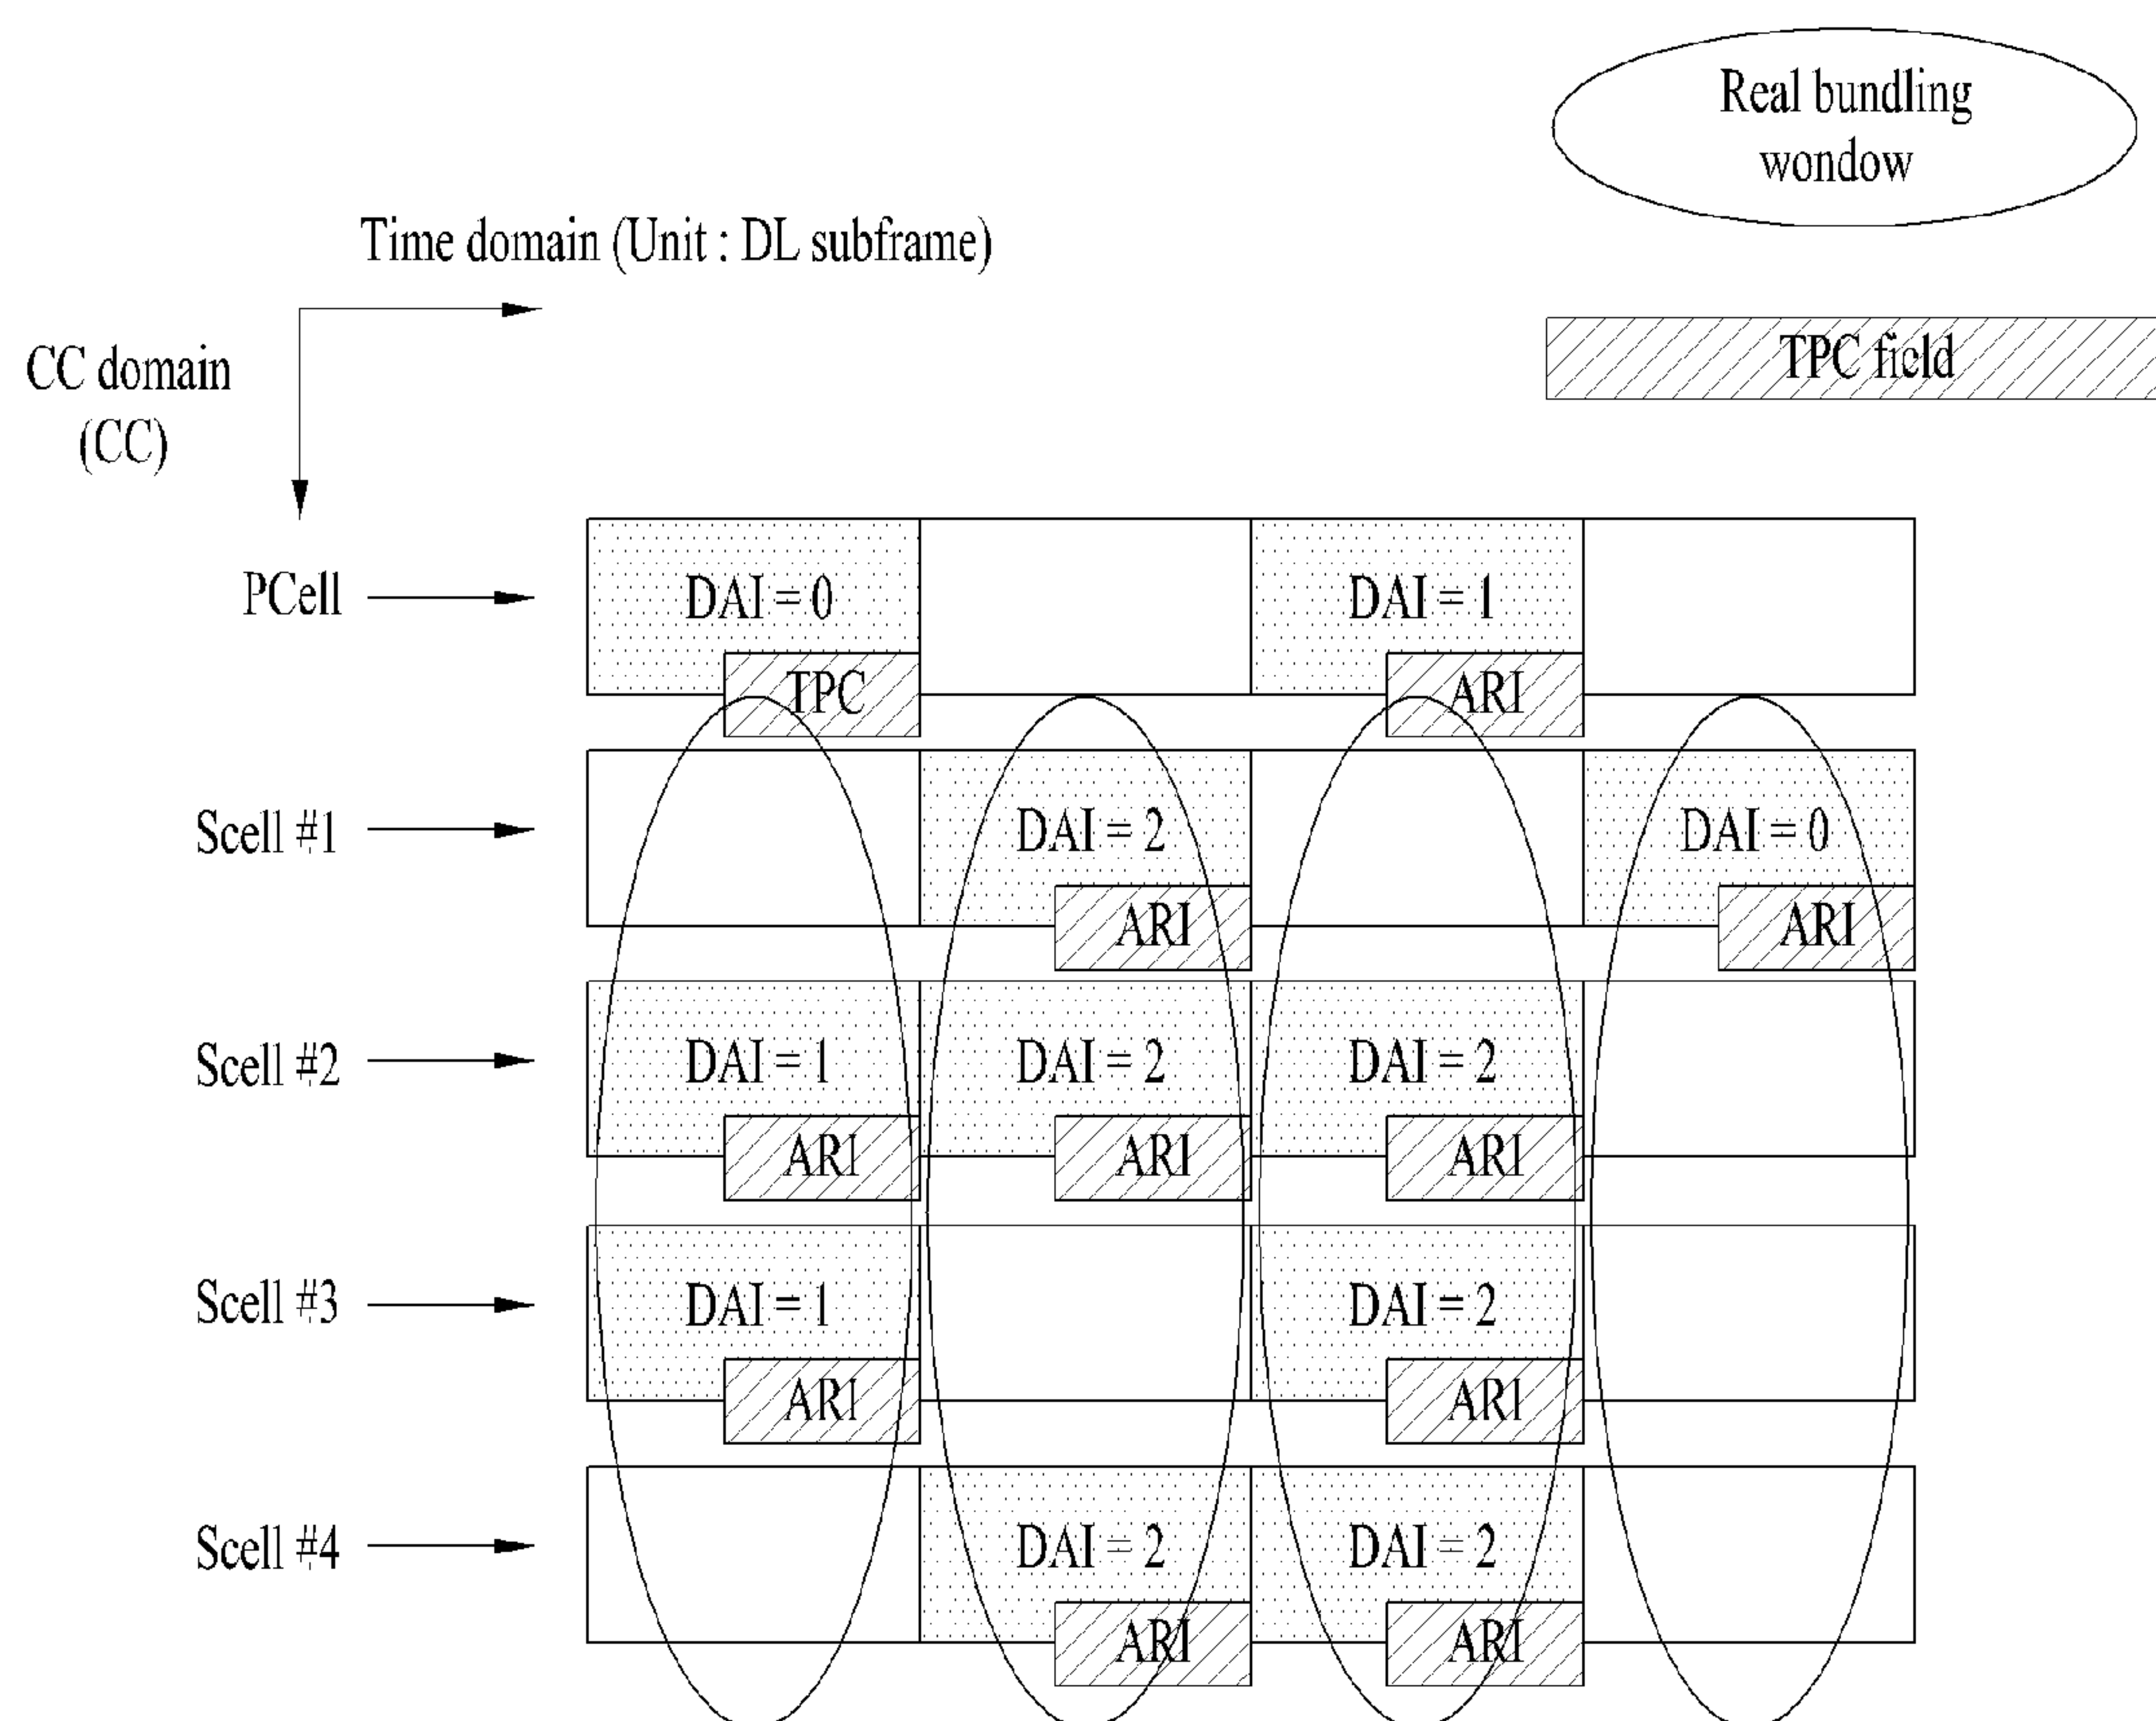 Real bundling
wondow
Time domain (Unit : DL subframe)
TPC field
CC domain
(CC)
PCell
DAI = 0
DAI = 1
TPC
ARI
Scell #1
DAI = 2
DAI = 0
ARI
ARI
Scell #2
DAI = 1
DAI = 2
DAI = 2
ARI
ARI
ARI
Scell #3
DAI = 1
DAI = 2
ARI
ARI
Scell #4
DAI = 2
DAI = 2
ARI
ARI